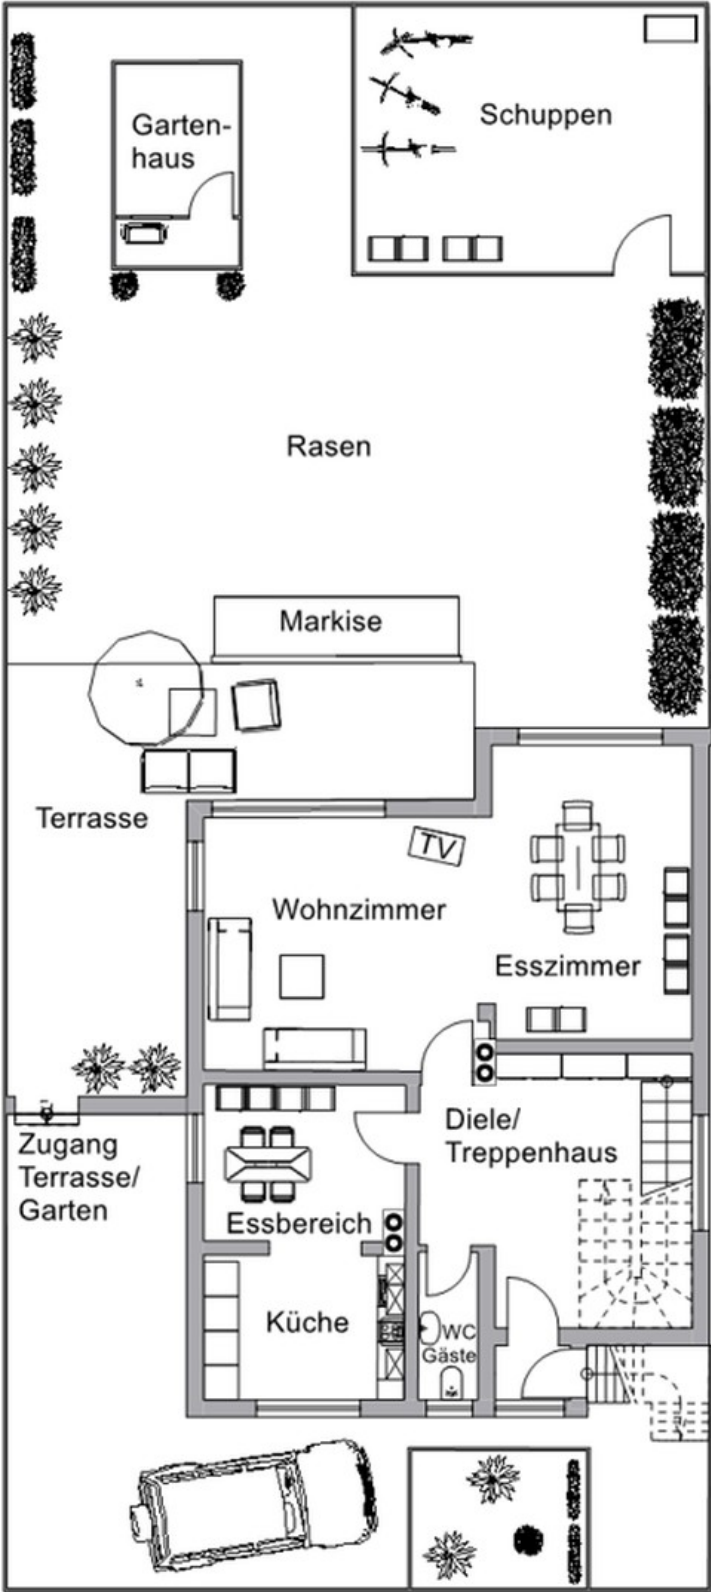 Garten-
haus
Schuppen
Rasen
Markise
Terrasse
TV
Wohnzimmer
Esszimmer
Zugang
Terrasse/
Garten
Diele/
Treppenhaus
Essbereich
Küche
WC
Gäste